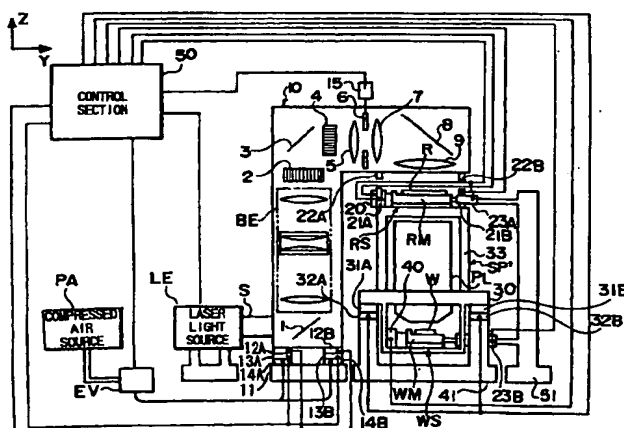 Z
Y
50
CONTROL SECTION
15
10
4
6
7
8
3
5
9
2
R
22B
22A
BE
20
21A
23A
21B
RS
RM
33
SP'
PL
LE
S
32A
31A
40
W
30
31B
32B
PA
COMPRESSED AIR SOURCE
LASER LIGHT SOURCE
1
12B
12A
13A
14A
11
13B
14B
WM
WS
41
23B
51
EV